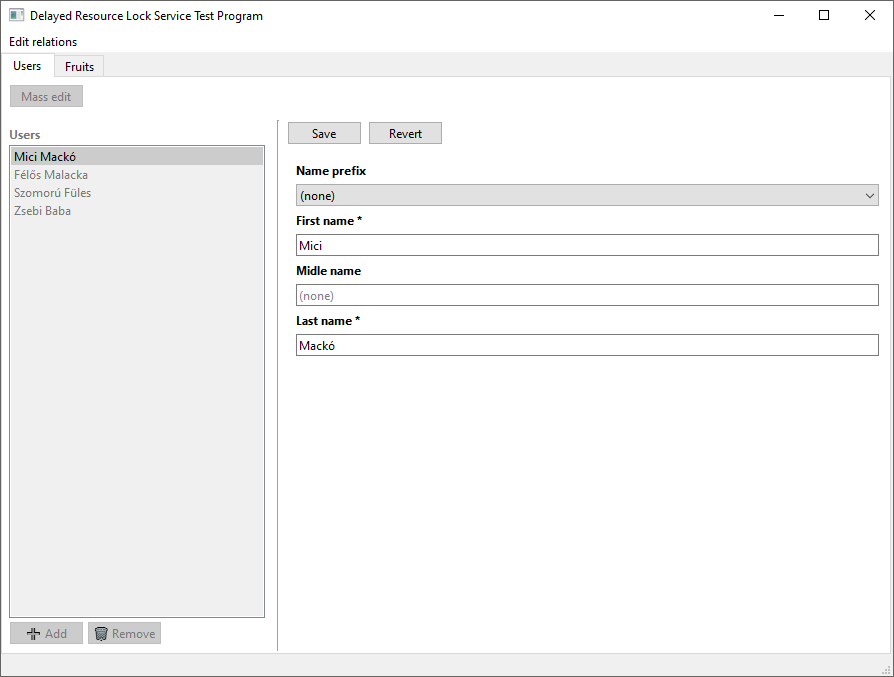 Delayed Resource Lock Service Test Program
Edit relations
Users Fruits
Mass edit
Users
Mici Mackó
Félős Malacka
Szomorú Füles
Zsebi Baba
Add Remove
Save Revert
Name prefix
(none)
First name *
Mici
Midle name
(none)
Last name *
Mackó